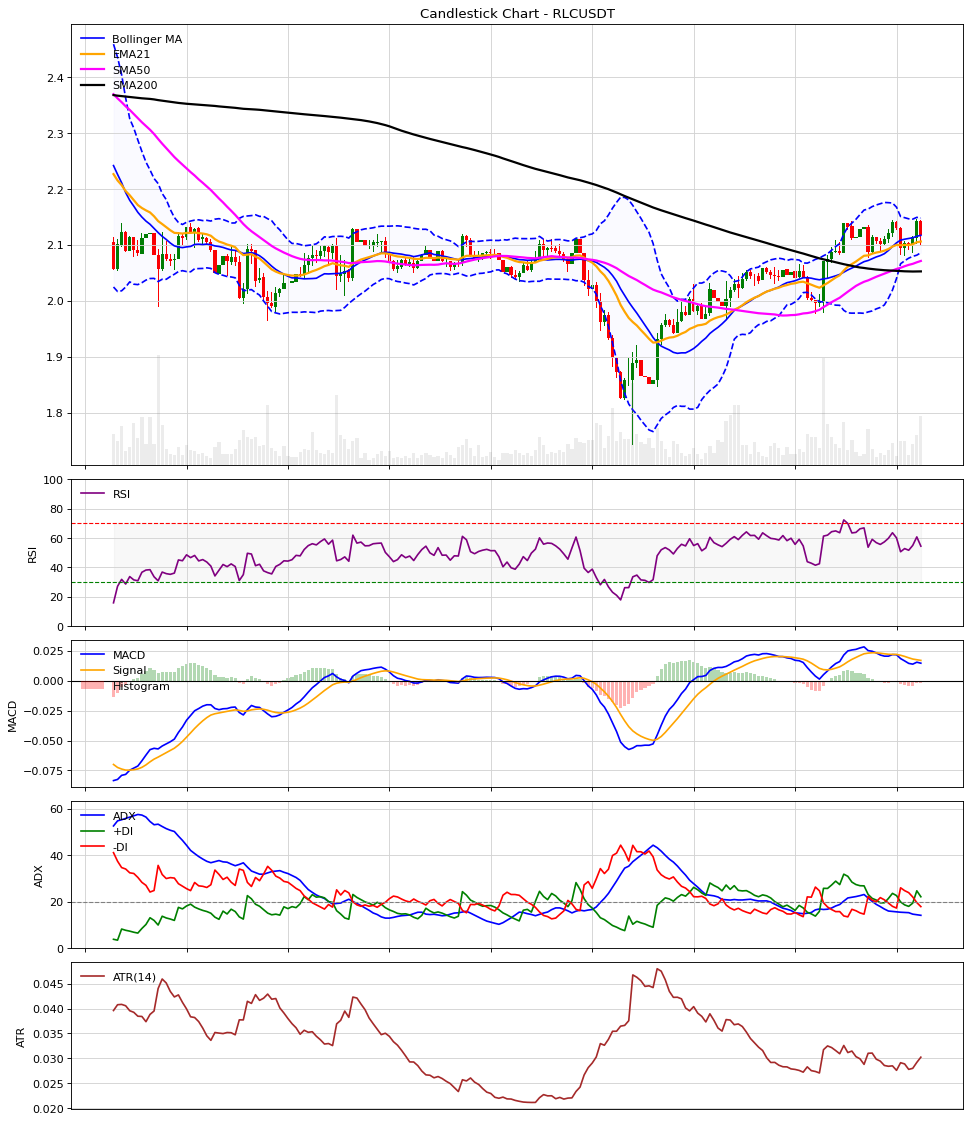 Candlestick Chart - RLCUSDT
Bollinger MA
EMA21
SMA50
SMA200
2.4
2.3
2.2
2.1
2.0
1.9
1.8
RSI
100
80
60
40
20
0
RSI
MACD
Signal
Histogram
0.025
0.000
−0.025
−0.050
−0.075
MACD
ADX
+DI
-DI
60
40
20
0
ADX
ATR(14)
0.045
0.040
0.035
0.030
0.025
0.020
ATR